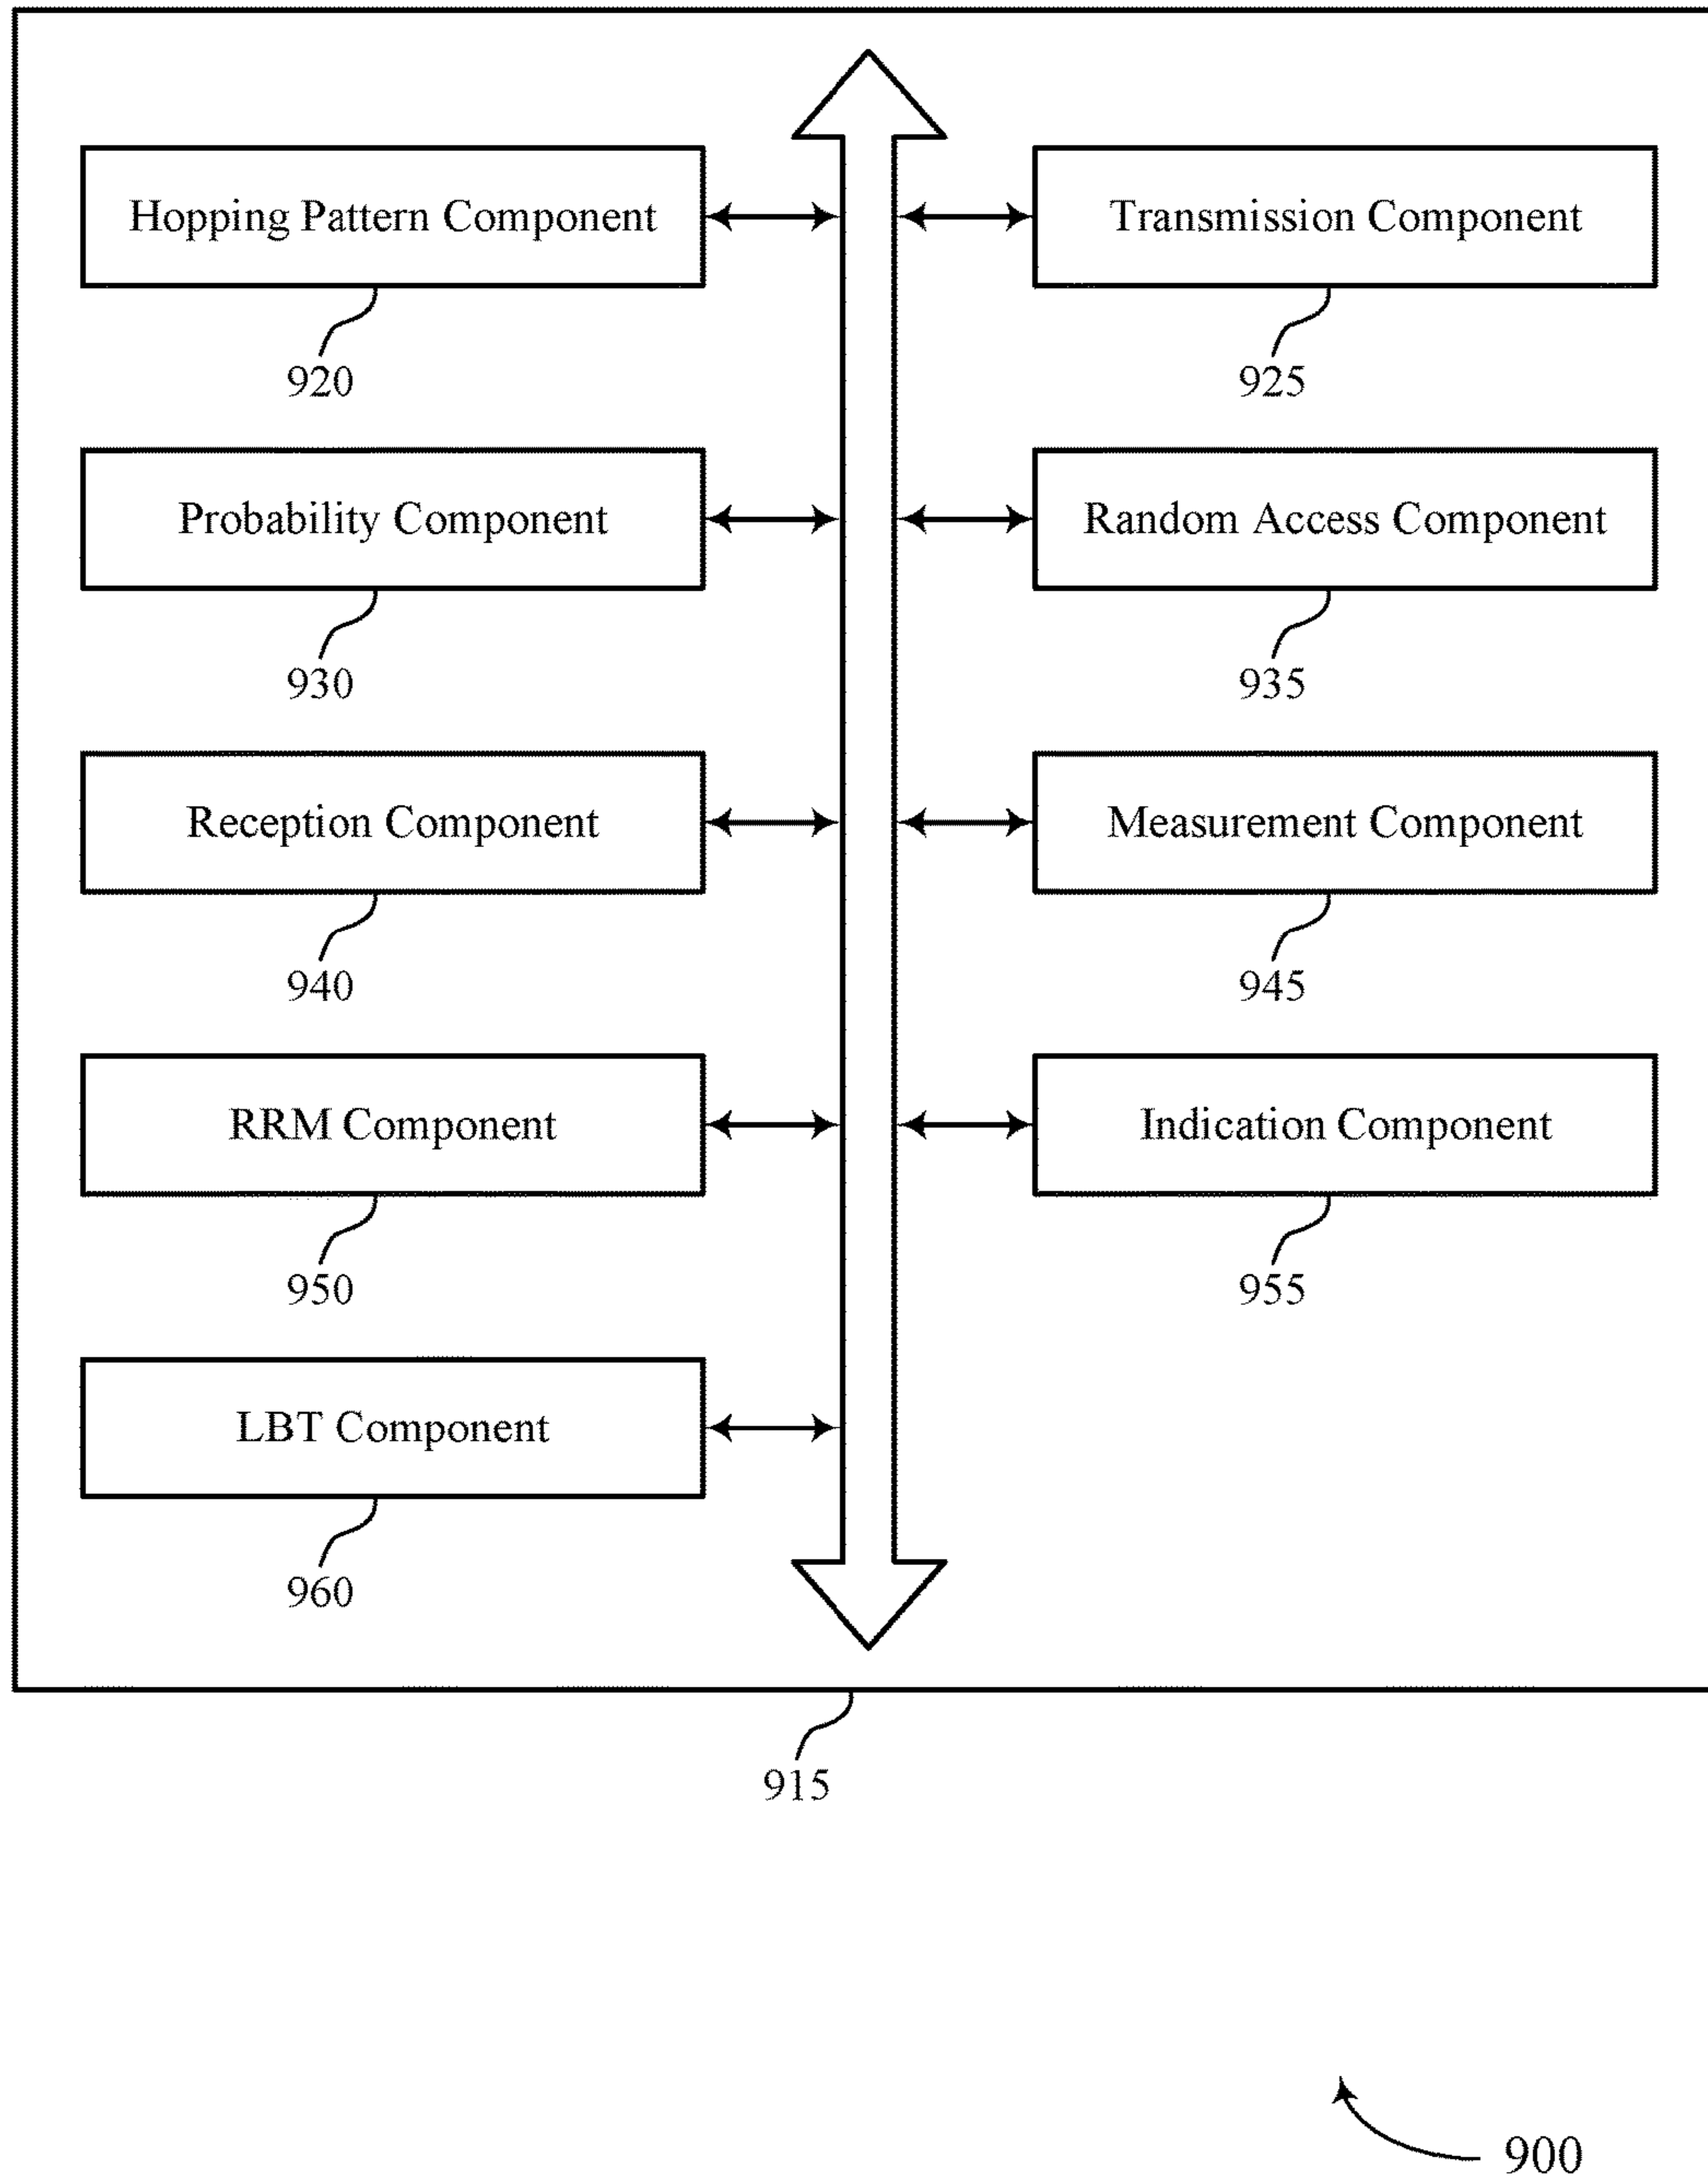 Hopping Pattern Component
Transmission Component
920
925
Probability Component
Random Access Component
930
935
Reception Component
Measurement Component
940
945
RRM Component
Indication Component
950
955
LBT Component
960
915
900